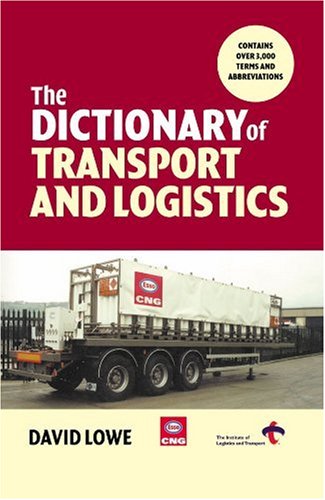 CONTAINS
OVER 3,000
TERMS AND
ABBREVIATIONS
The
DICTIONARY of
TRANSPORT
AND LOGISTICS
Esso
CNG
DAVID LOWE
Esso
CNG
The Institute of
Logistics and Transport